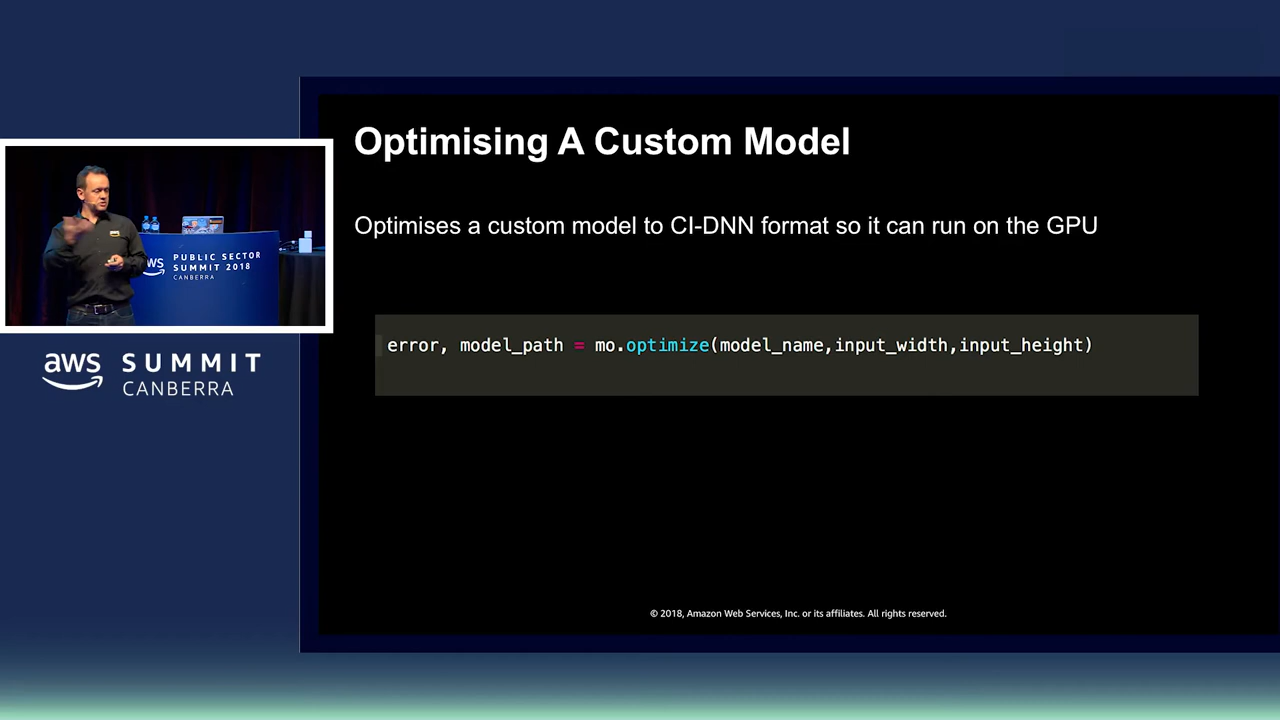 Optimising A Custom Model
Optimises a custom model to CI-DNN format so it can run on the GPU
error, model_path = mo.optimize(model_name,input_width,input_height)
aws
PUBLIC SECTOR
SUMMIT 2018
CANBERRA
aws SUMMIT
CANBERRA
© 2018, Amazon Web Services, Inc. or its affiliates. All rights reserved.